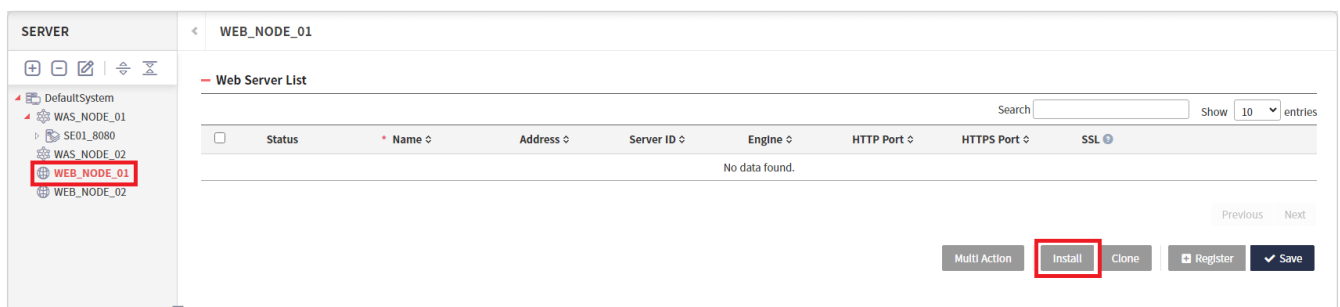 SERVER
WEB_NODE_01
Web Server List
DefaultSystem
WAS_NODE_01
SE01_8080
WAS_NODE_02
WEB_NODE_01
WEB_NODE_02
Search Show 10 entries
Status * Name Address Server ID Engine HTTP Port HTTPS Port SSL
No data found.
Previous Next
Multi Action Install Clone Register Save